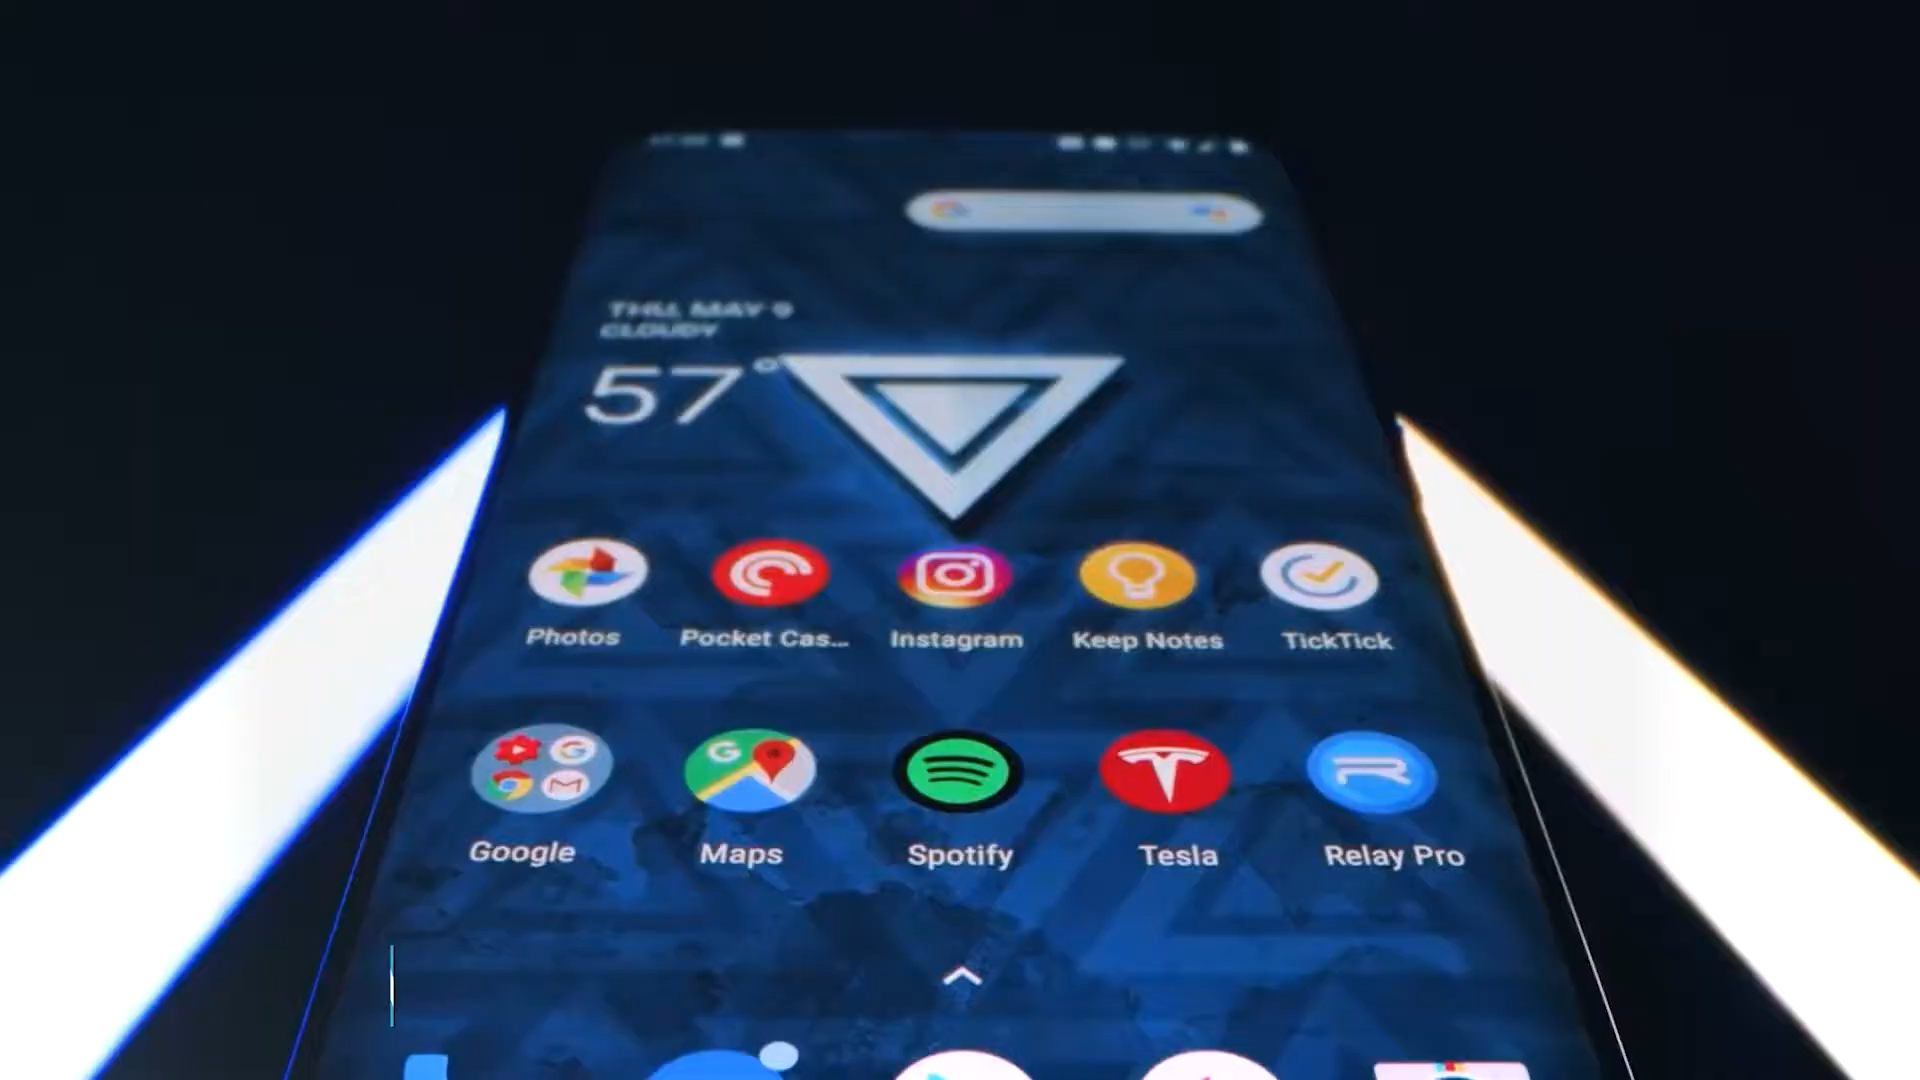 THU, MAY 9
CLOUDY
57°
Photos
Pocket Cas...
Instagram
Keep Notes
TickTick
Google
Maps
Spotify
Tesla
Relay Pro